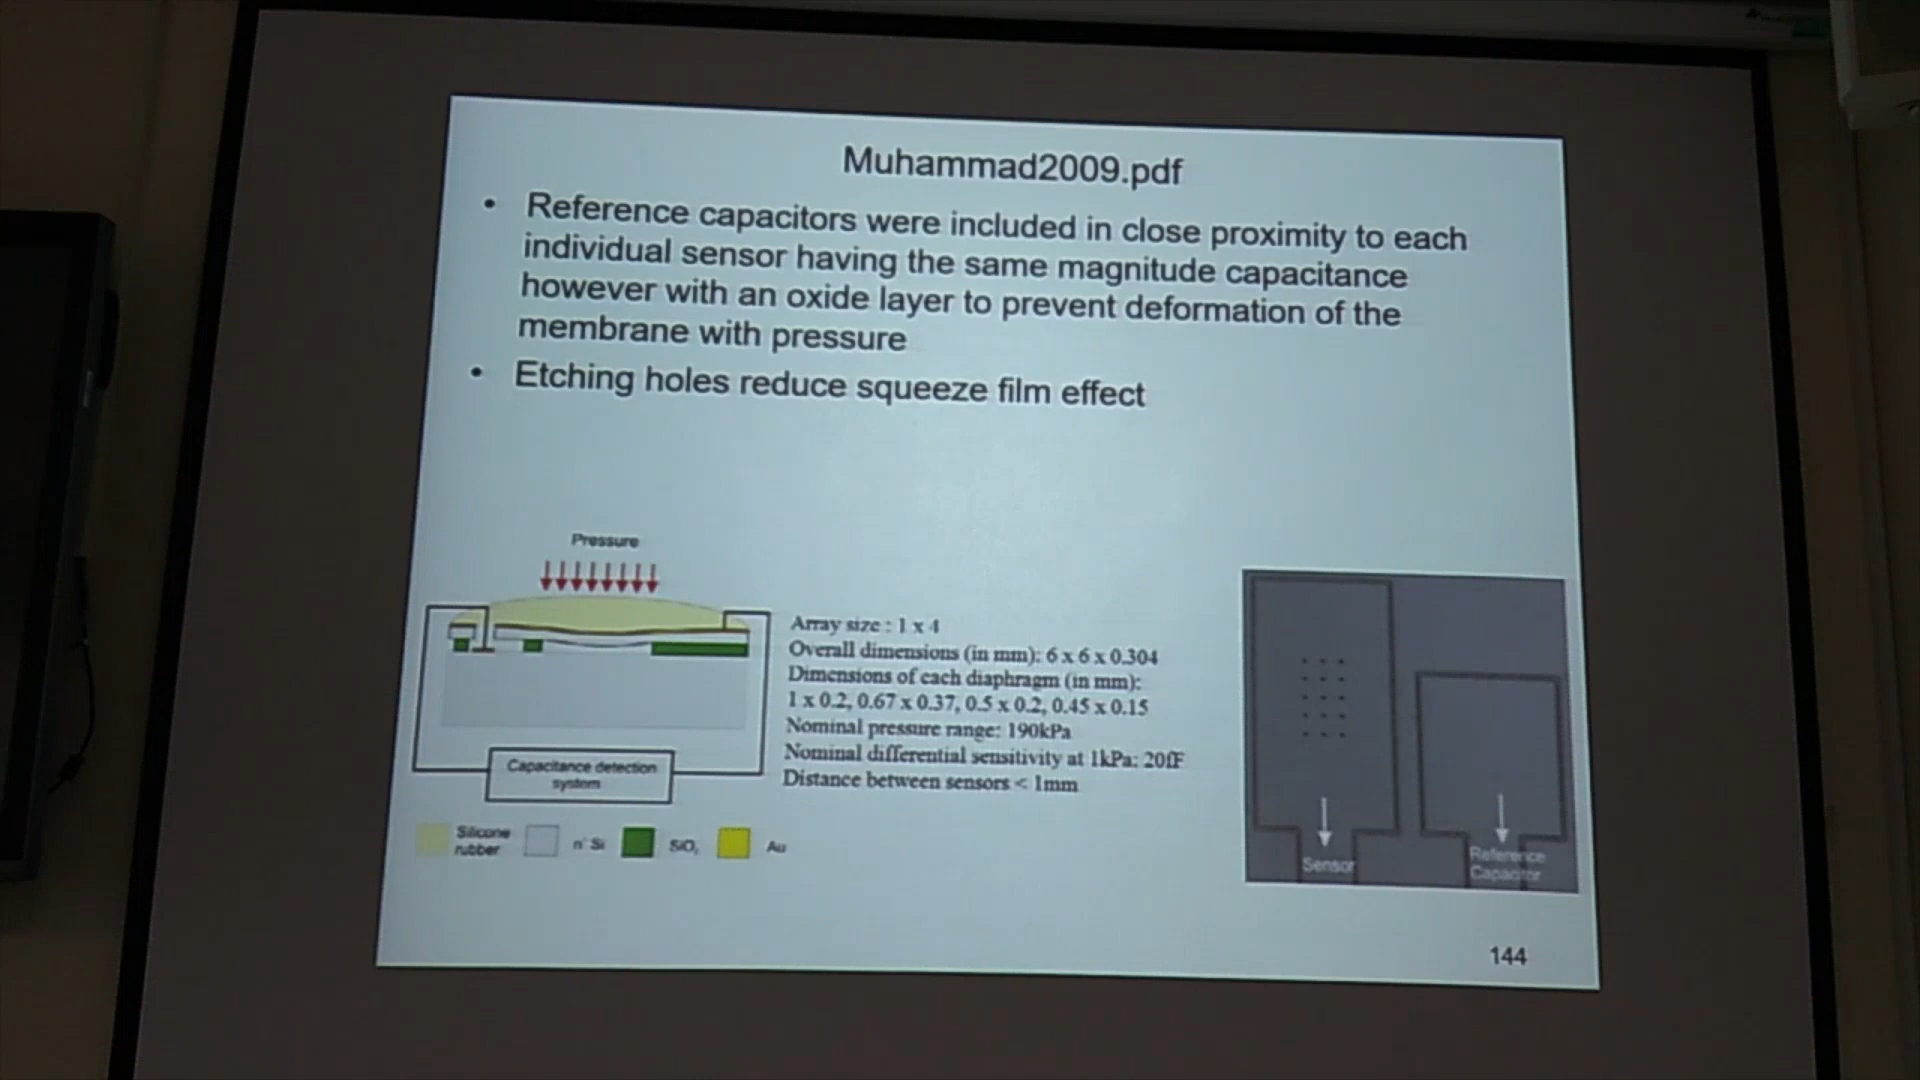 Muhammad2009.pdf
• Reference capacitors were included in close proximity to each
individual sensor having the same magnitude capacitance
however with an oxide layer to prevent deformation of the
membrane with pressure
• Etching holes reduce squeeze film effect
Pressure
Array size : 1 x 4
Overall dimensions (in mm): 6 x 6 x 0.304
Dimensions of each diaphragm (in mm):
1 x 0.2, 0.67 x 0.37, 0.5 x 0.2, 0.45 x 0.15
Nominal pressure range: 190kPa
Nominal differential sensitivity at 1kPa: 20fF
Distance between sensors < 1mm
Capacitance detection
system
Silicone
rubber
n⁺ Si
SiO₂
Au
Sensor
Reference
Capacitor
144